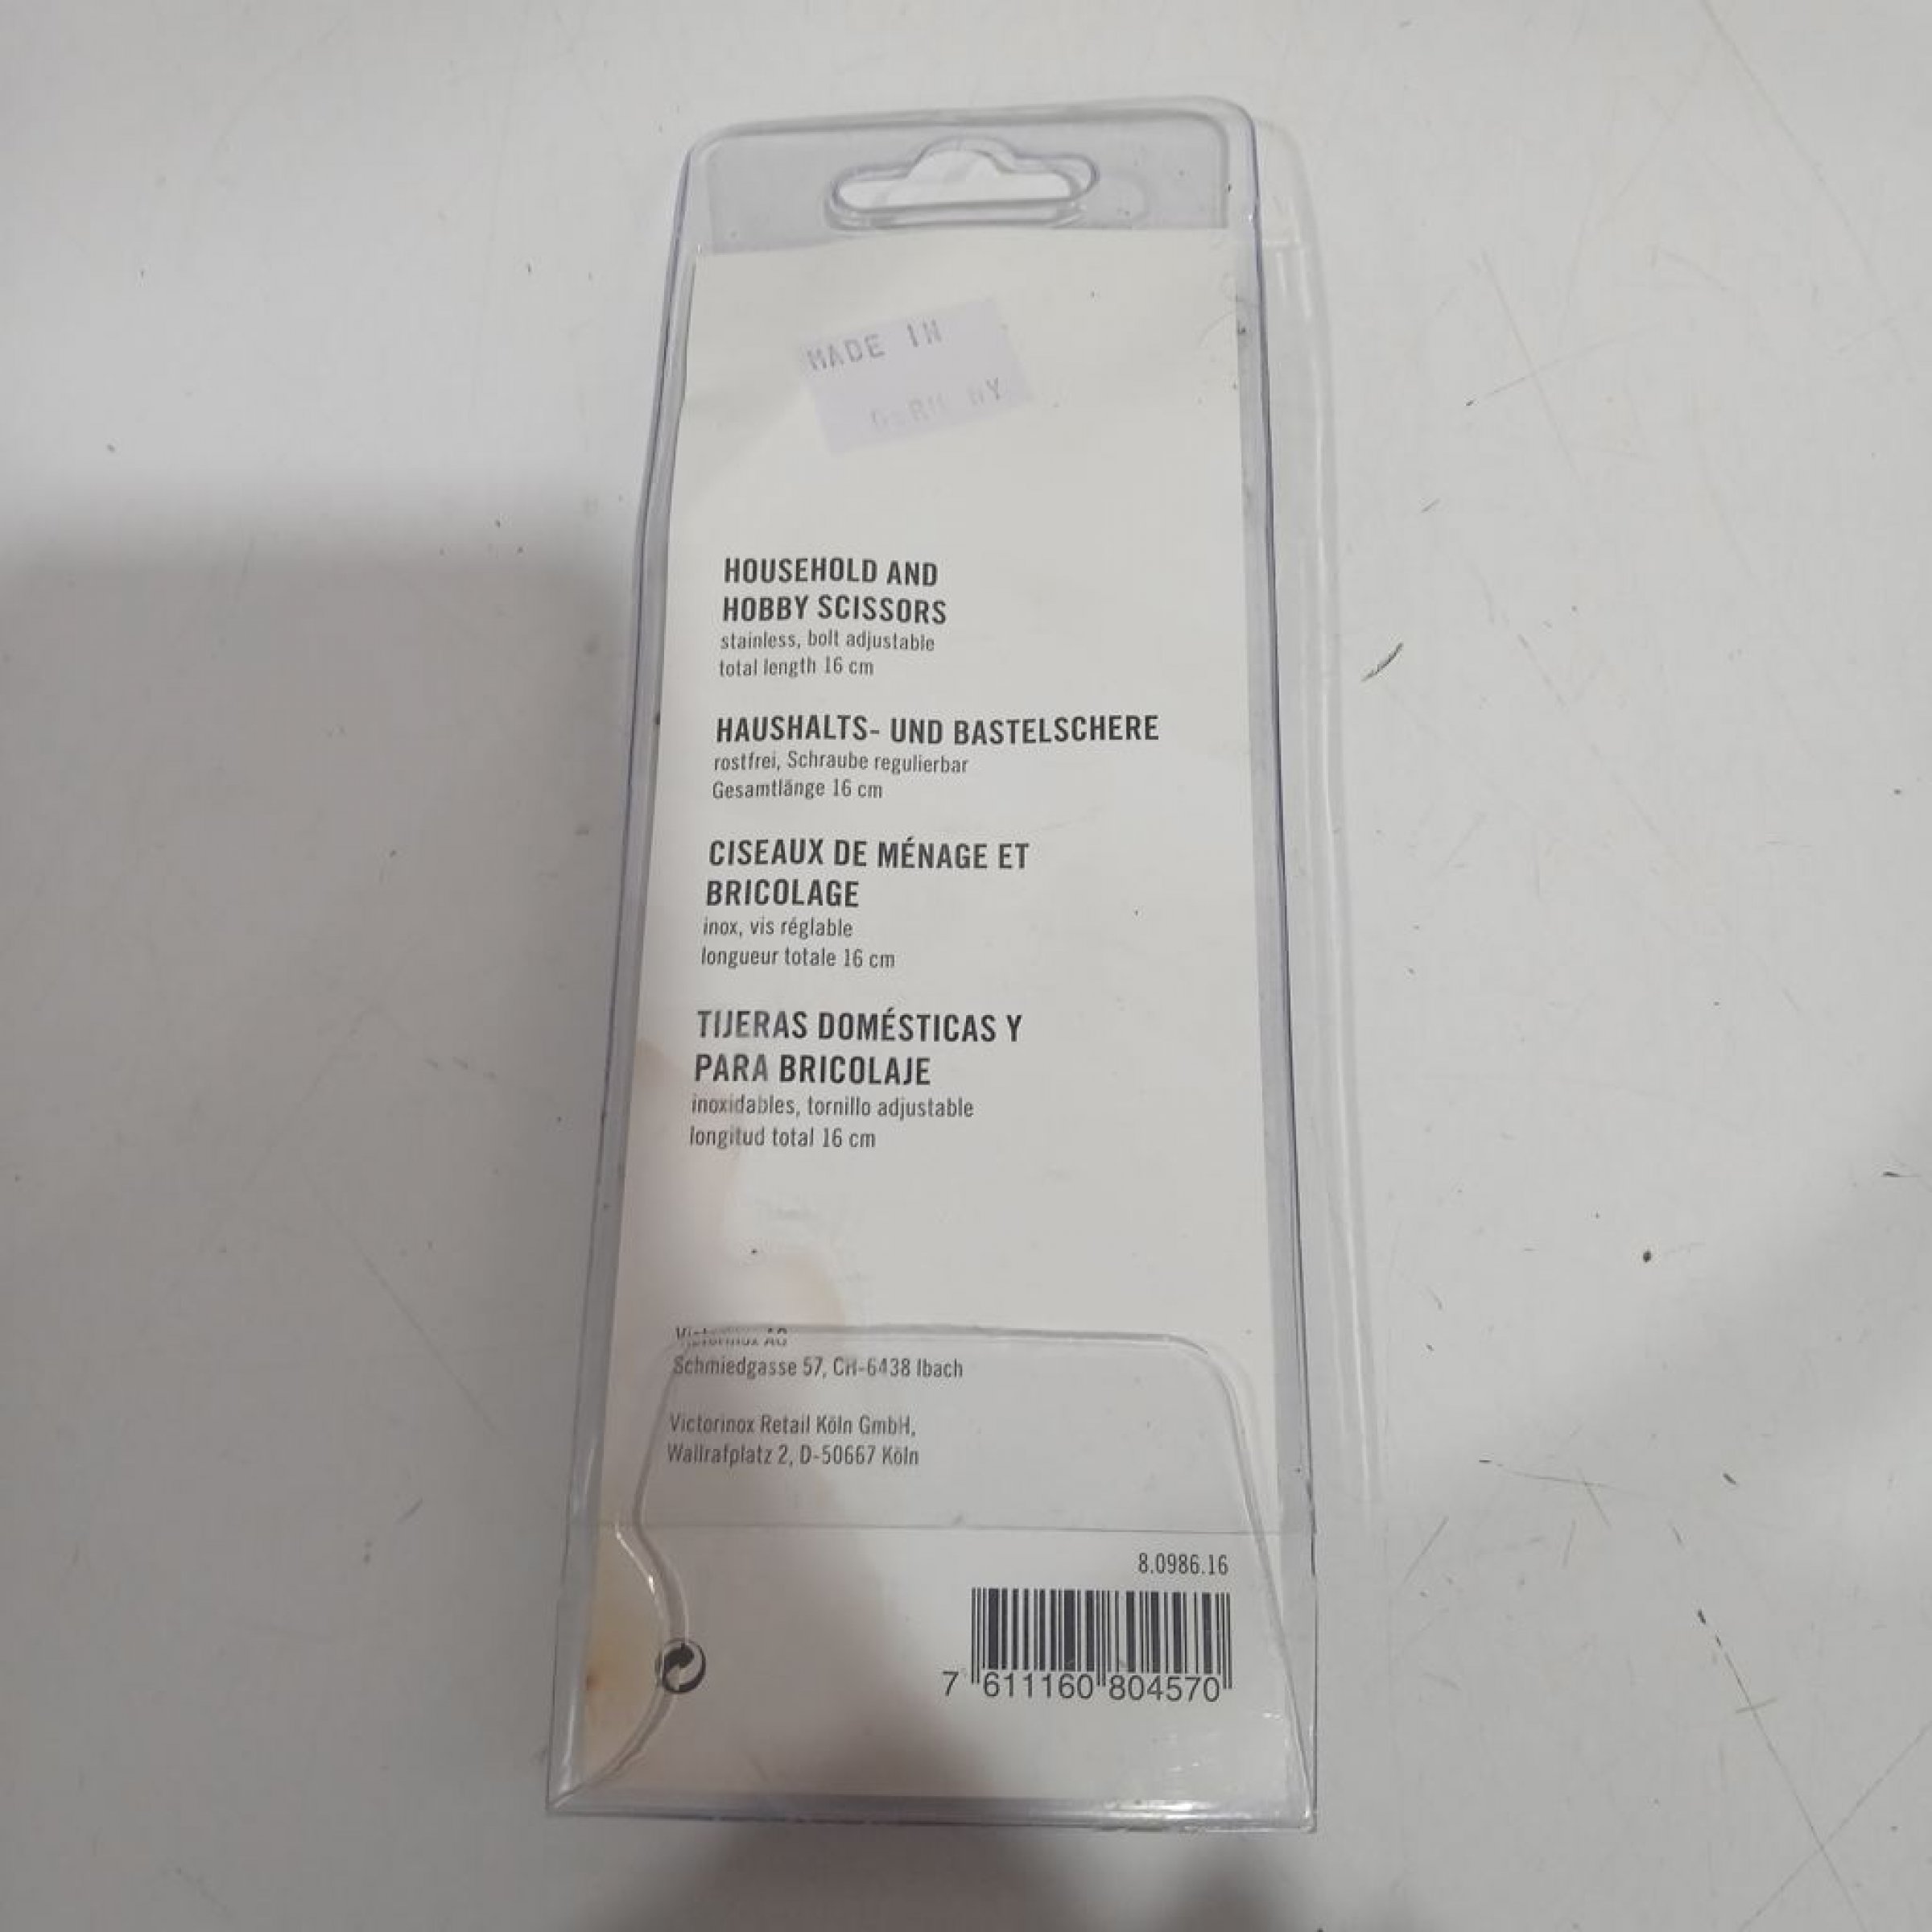 MADE IN
HOUSEHOLD AND
HOBBY SCISSORS
stainless, bolt adjustable
total length 16 cm
HAUSHALTS- UND BASTELSCHERE
rostfrei, Schraube regulierbar
Gesamtlänge 16 cm
CISEAUX DE MÉNAGE ET
BRICOLAGE
inox, vis réglable
longueur totale 16 cm
TIJERAS DOMÉSTICAS Y
PARA BRICOLAJE
inoxidables, tornillo adjustable
longitud total 16 cm
Victorinox AG
Schmiedgasse 57, CH-6438 Ibach
Victorinox Retail Köln GmbH,
Wallrafplatz 2, D-50667 Köln
8.0986.16
7 611160 804570